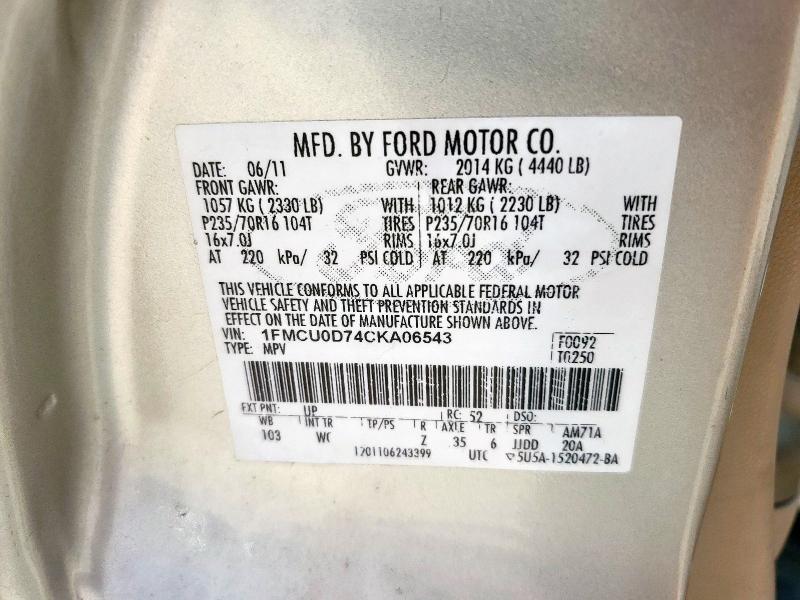 MFD. BY FORD MOTOR CO.
DATE: 06/11 GVWR: 2014 KG ( 4440 LB)
FRONT GAWR: REAR GAWR:
1057 KG ( 2330 LB) WITH 1012 KG ( 2230 LB) WITH
P235/70R16 104T TIRES P235/70R16 104T TIRES
16x7.0J RIMS 16x7.0J RIMS
AT 220 kPa/ 32 PSI COLD AT 220 kPa/ 32 PSI COLD
THIS VEHICLE CONFORMS TO ALL APPLICABLE FEDERAL MOTOR
VEHICLE SAFETY AND THEFT PREVENTION STANDARDS IN
EFFECT ON THE DATE OF MANUFACTURE SHOWN ABOVE.
VIN: 1FMCU0D74CKA06543 F0092
TYPE: MPV T0250
EXT PNT: UP RC: 52 DSO:
WB INT TR TP/PS R AXLE TR SPR AM71A
103 WC Z 35 6 JJDD 20A
1201106243399 UTC ▽5U5A-1520472-BA